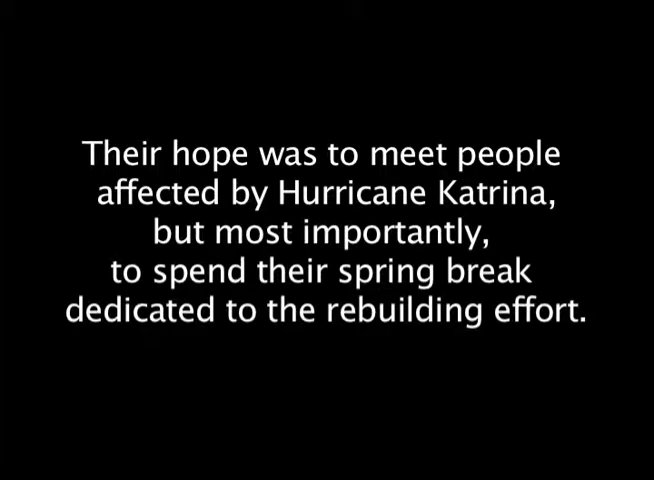 Their hope was to meet people
affected by Hurricane Katrina,
but most importantly,
to spend their spring break
dedicated to the rebuilding effort.